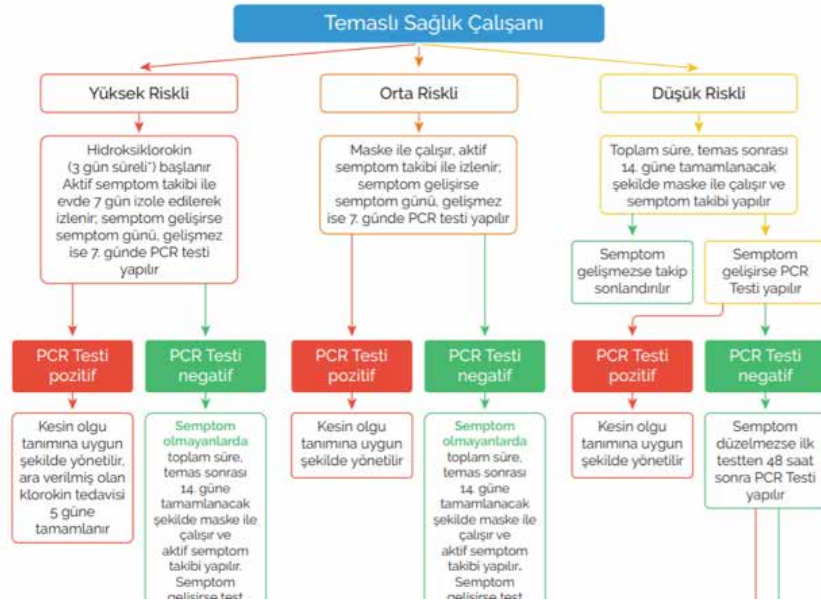 Temaslı Sağlık Çalışanı
Yüksek Riskli
Orta Riskli
Düşük Riskli
Hidroksiklorokin
(3 gün süreli*) başlanır
Aktif semptom takibi ile
evde 7 gün izole edilerek
izlenir; semptom gelişirse
semptom günü, gelişmez
ise 7. günde PCR testi
yapılır
Maske ile çalışır, aktif
semptom takibi ile izlenir;
semptom gelişirse
semptom günü, gelişmez
ise 7. günde PCR testi yapılır
Toplam süre, temas sonrası
14. güne tamamlanacak
şekilde maske ile çalışır ve
semptom takibi yapılır
Semptom
gelişmezse takip
sonlandırılır
Semptom
gelişirse PCR
Testi yapılır
PCR Testi
pozitif
PCR Testi
negatif
PCR Testi
pozitif
PCR Testi
negatif
PCR Testi
pozitif
PCR Testi
negatif
Kesin olgu
tanımına uygun
şekilde yönetilir,
ara verilmiş olan
klorokin tedavisi
5 güne
tamamlanır
Semptom
olmayanlarda
toplam süre,
temas sonrası
14. güne
tamamlanacak
şekilde maske ile
çalışır ve
aktif semptom
takibi yapılır.
Semptom
gelişirse test
Kesin olgu
tanımına uygun
şekilde yönetilir
Semptom
olmayanlarda
toplam süre,
temas sonrası
14. güne
tamamlanacak
şekilde maske ile
çalışır ve
aktif semptom
takibi yapılır.
Semptom
gelişirse test
Kesin olgu
tanımına uygun
şekilde yönetilir
Semptom
düzelmezse ilk
testten 48 saat
sonra PCR Testi
yapılır